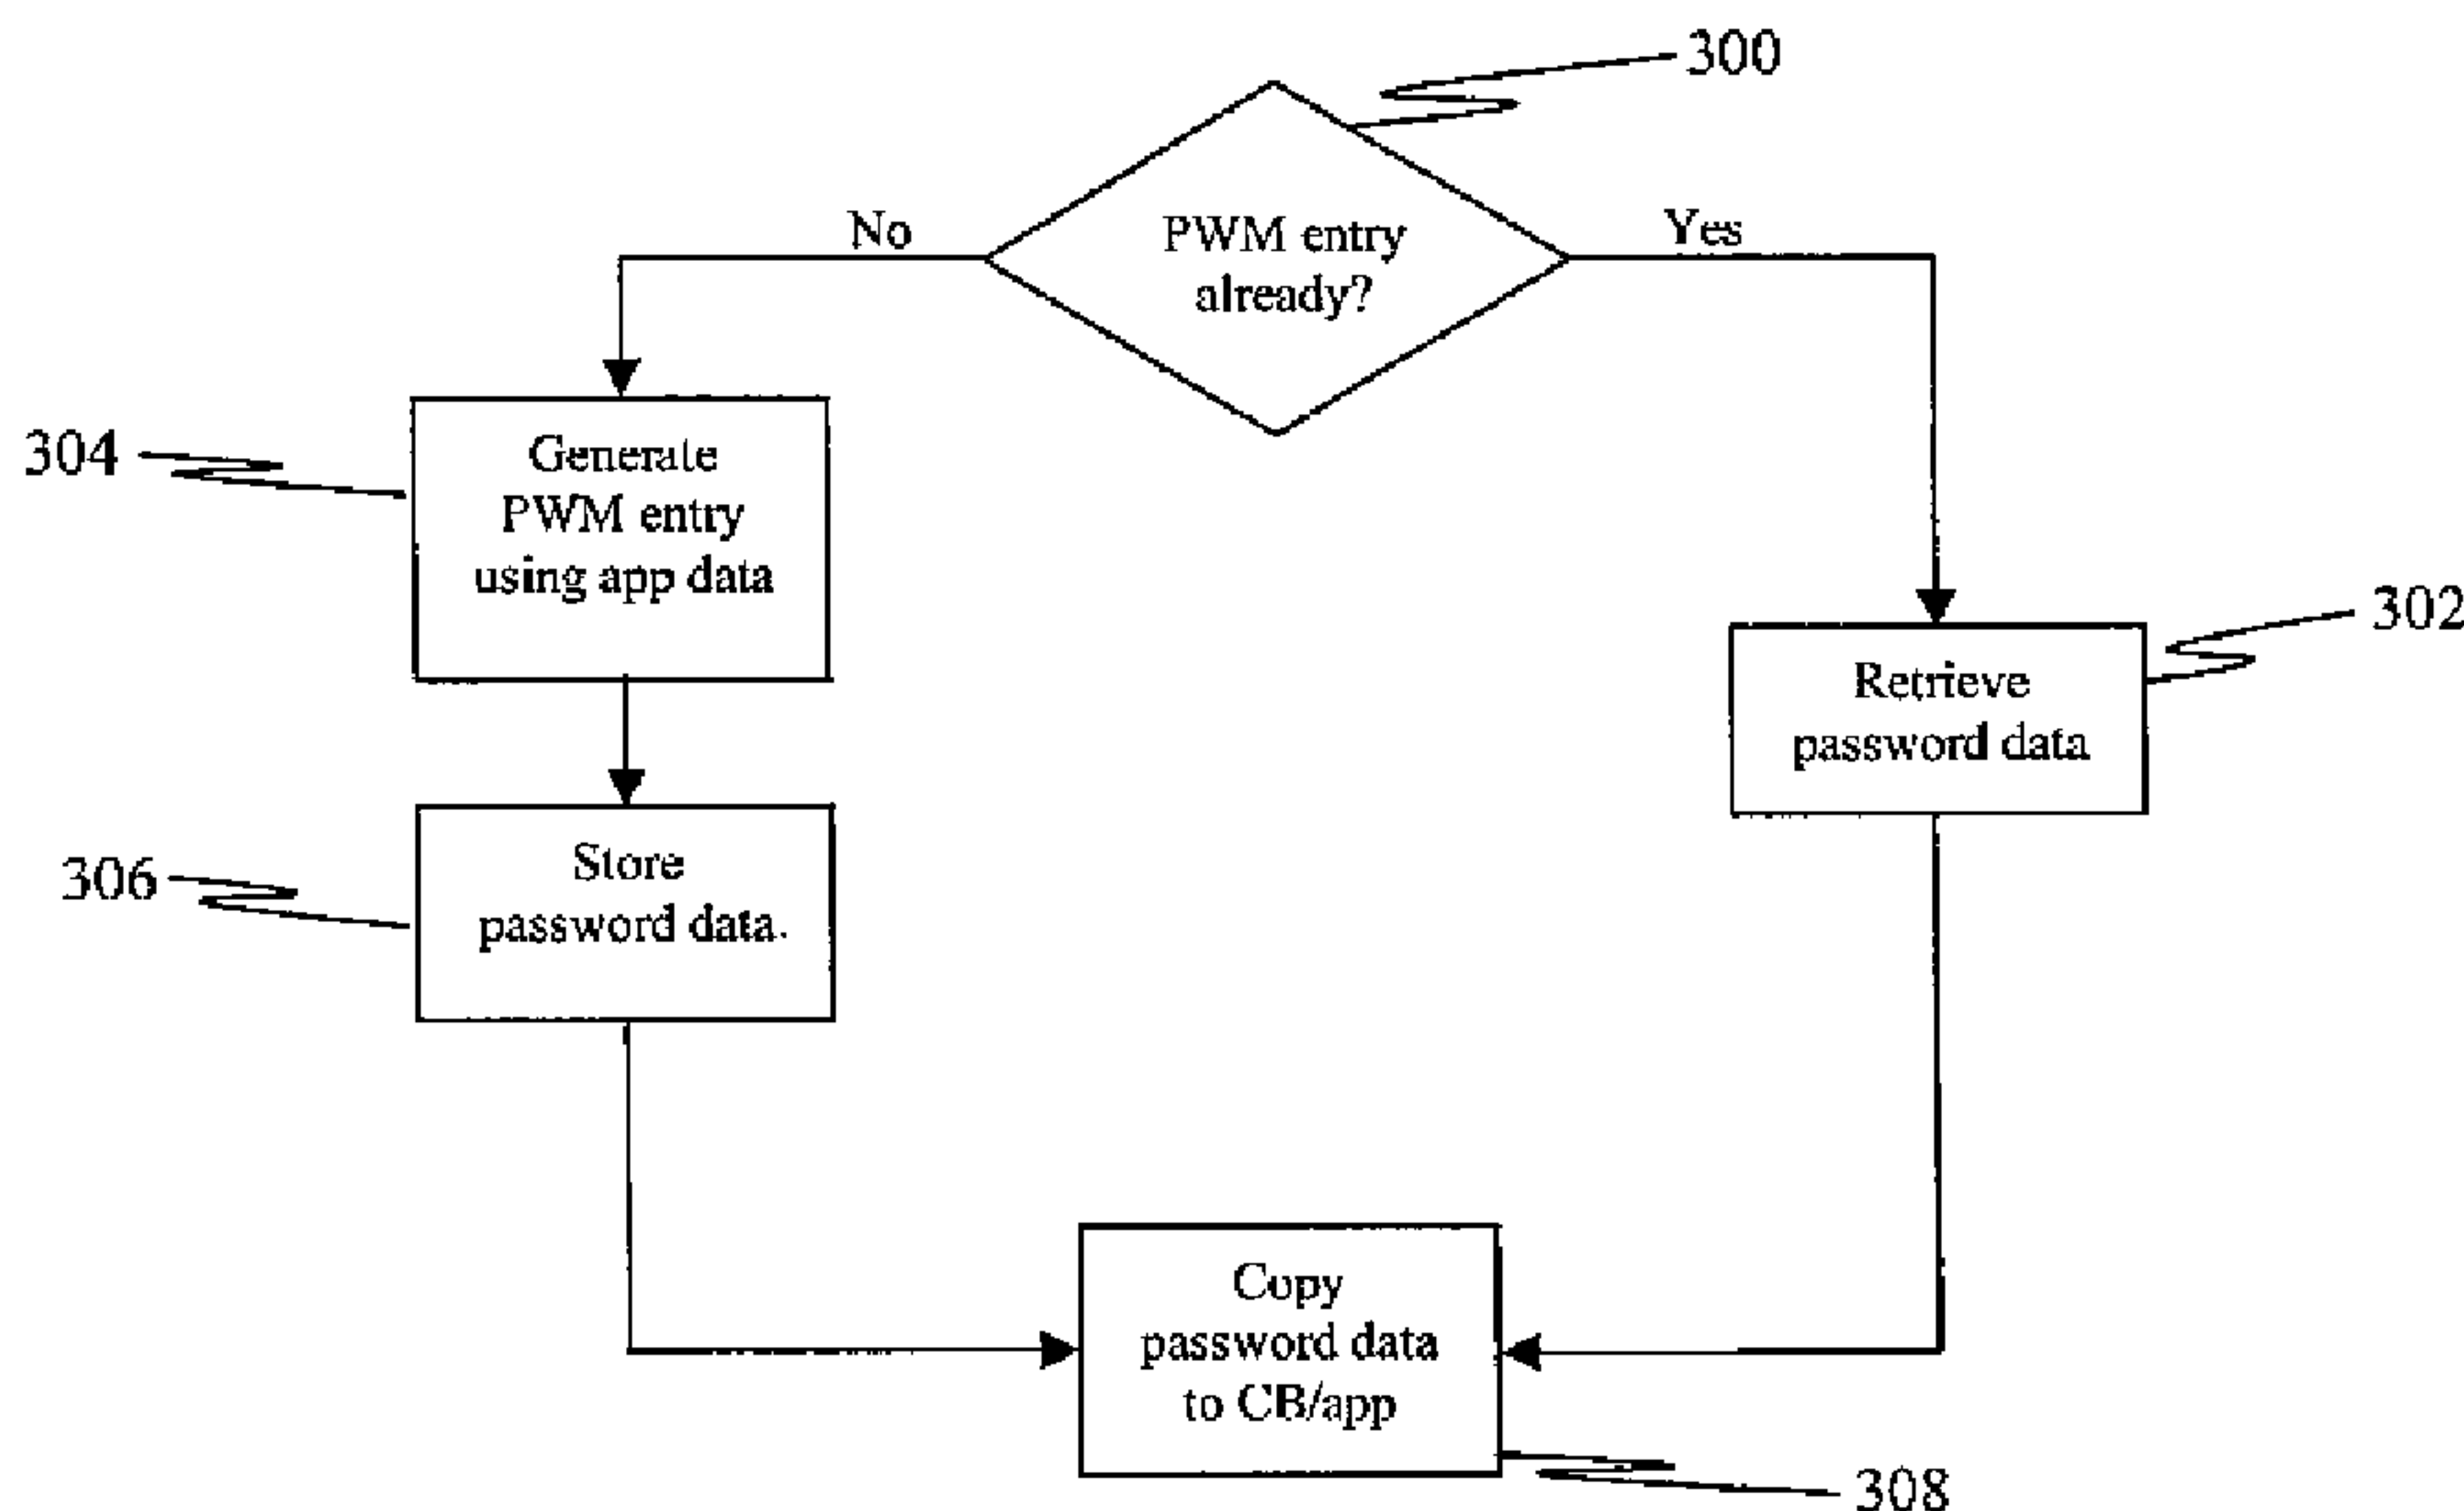 300
No
PWM entry
already?
Yes
304
Generate
PWM entry
using app data
302
Retrieve
password data
306
Store
password data.
Copy
password data
to CB/app
308